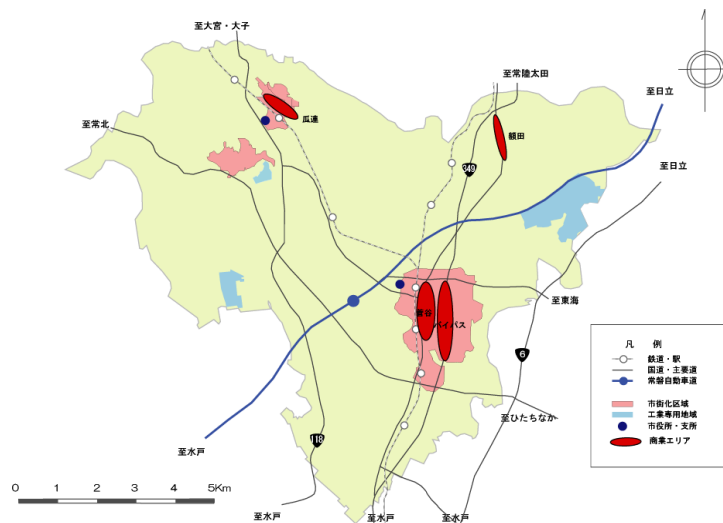 至大宮・大子
至常陸太田
至日立
瓜連
至常北
額田
349
至日立
菅谷
バイパス
至東海
6
凡 例
鉄道・駅
国道・主要道
常磐自動車道
市街化区域
工業専用地域
市役所・支所
商業エリア
至ひたちなか
118
至水戸
0 1 2 3 4 5Km
至水戸
至水戸
至水戸